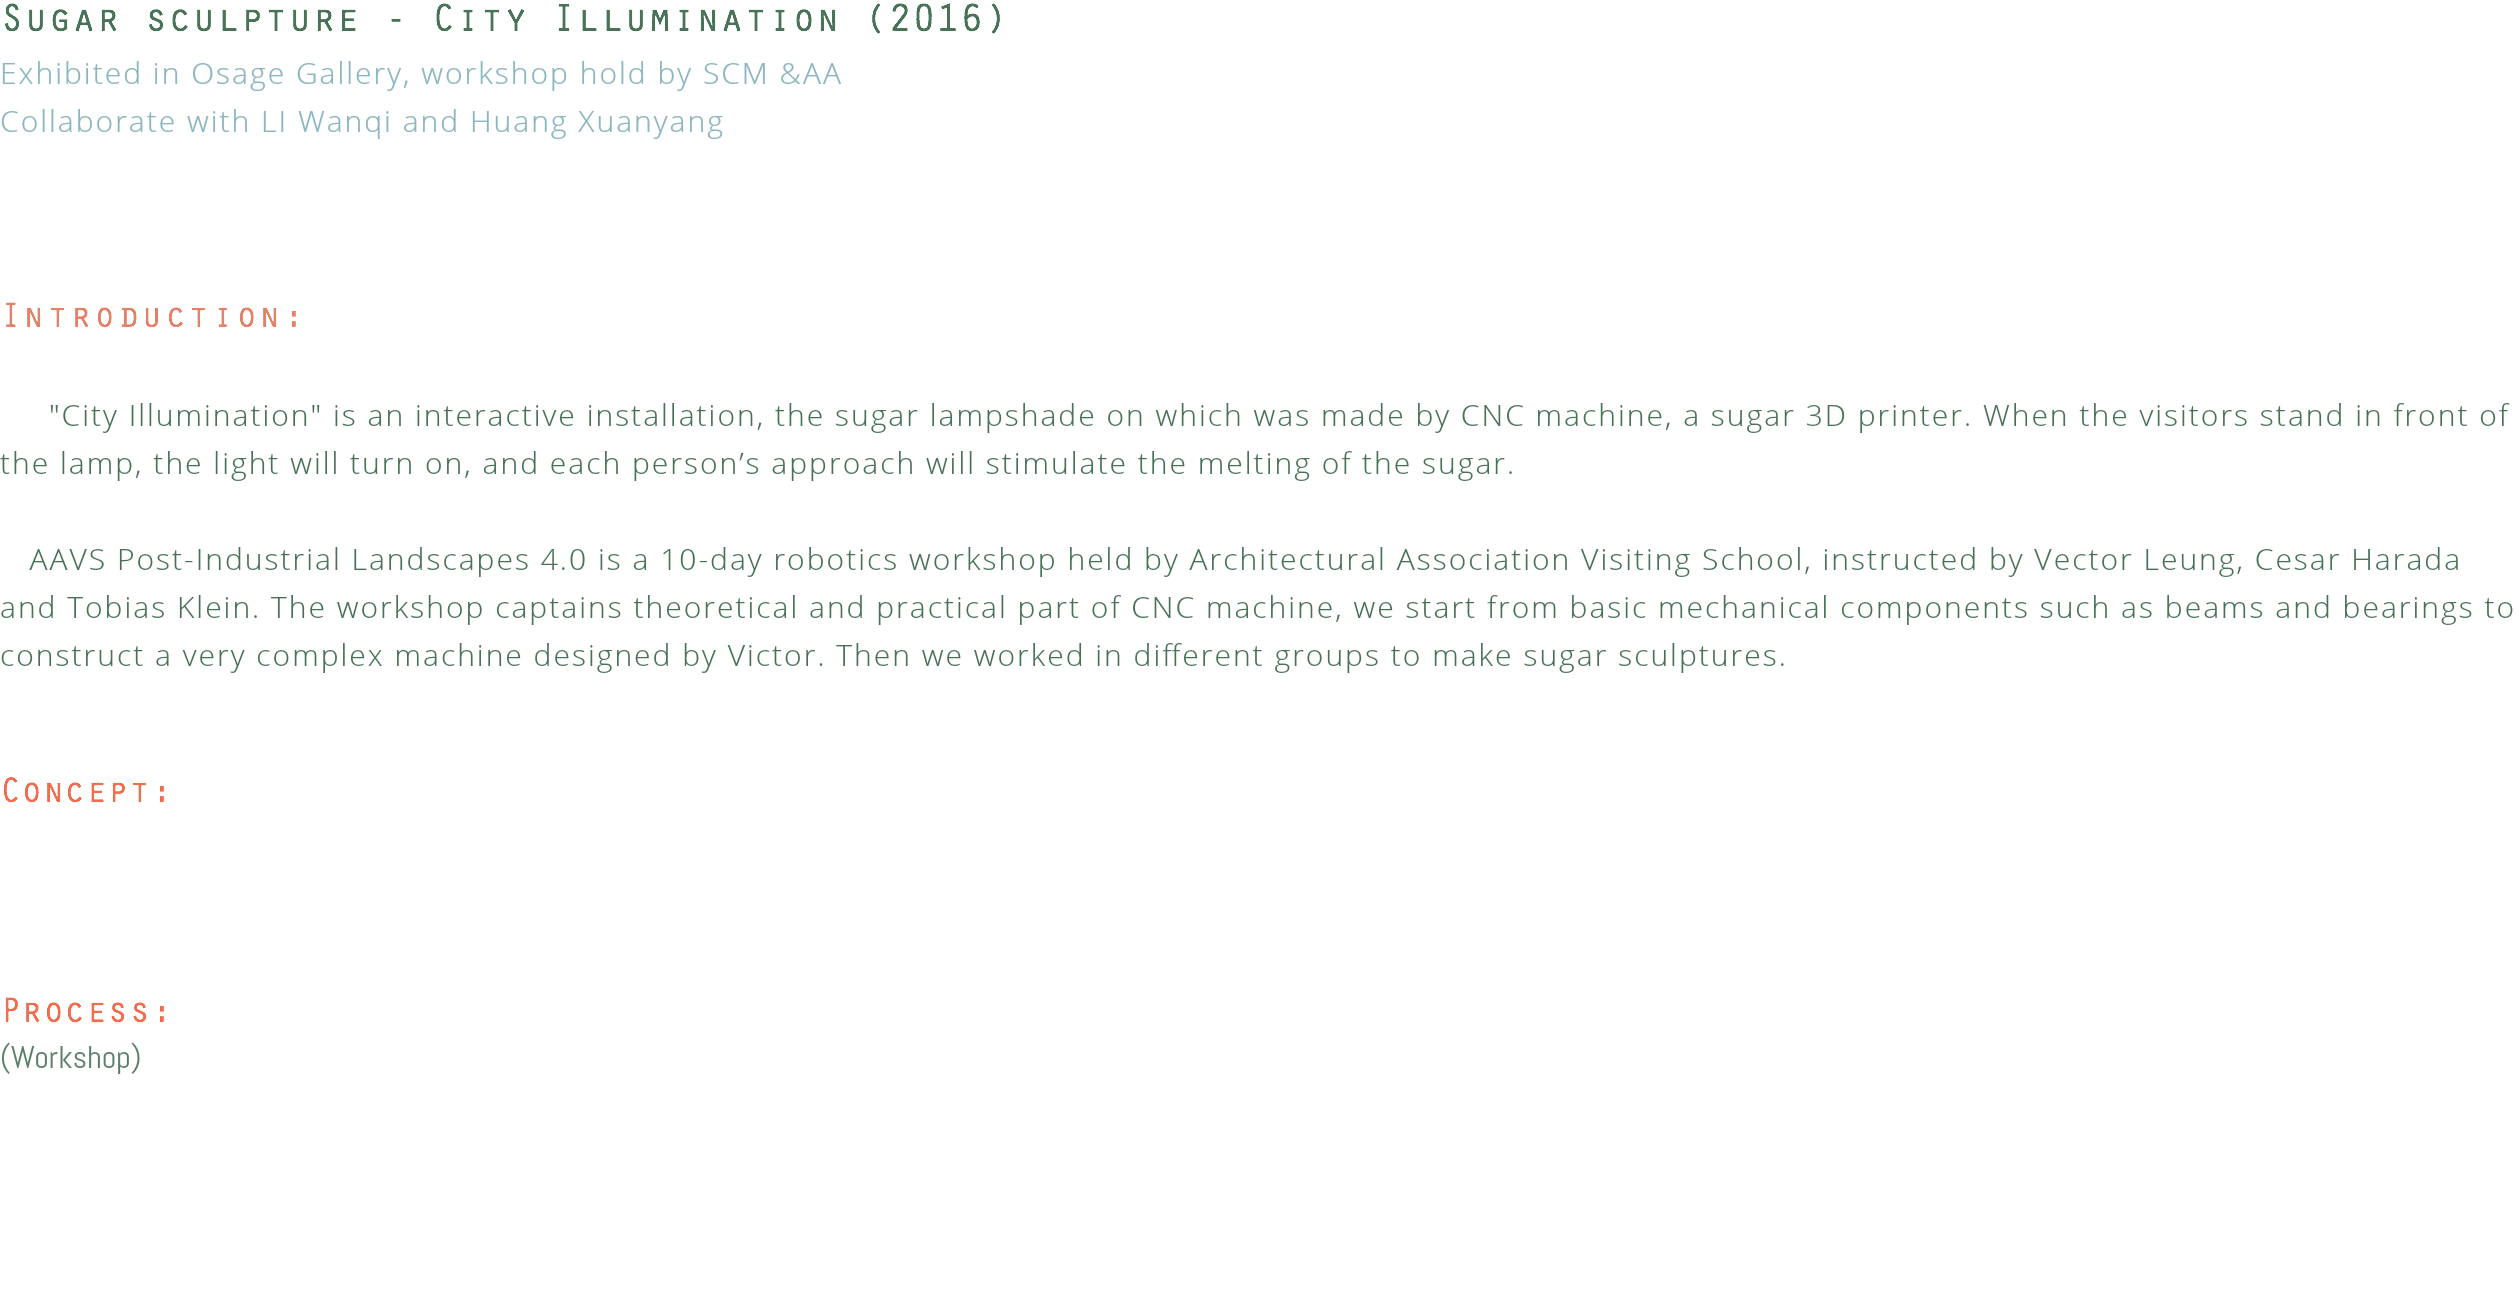 Sugar sculpture - City Illumination (2016)
Exhibited in Osage Gallery, workshop hold by SCM &AA
Collaborate with LI Wanqi and Huang Xuanyang
Introduction:
"City Illumination" is an interactive installation, the sugar lampshade on which was made by CNC machine, a sugar 3D printer. When the visitors stand in front of
the lamp, the light will turn on, and each person’s approach will stimulate the melting of the sugar.
AAVS Post-Industrial Landscapes 4.0 is a 10-day robotics workshop held by Architectural Association Visiting School, instructed by Vector Leung, Cesar Harada
and Tobias Klein. The workshop captains theoretical and practical part of CNC machine, we start from basic mechanical components such as beams and bearings to
construct a very complex machine designed by Victor. Then we worked in different groups to make sugar sculptures.
Concept:
Process:
(Workshop)